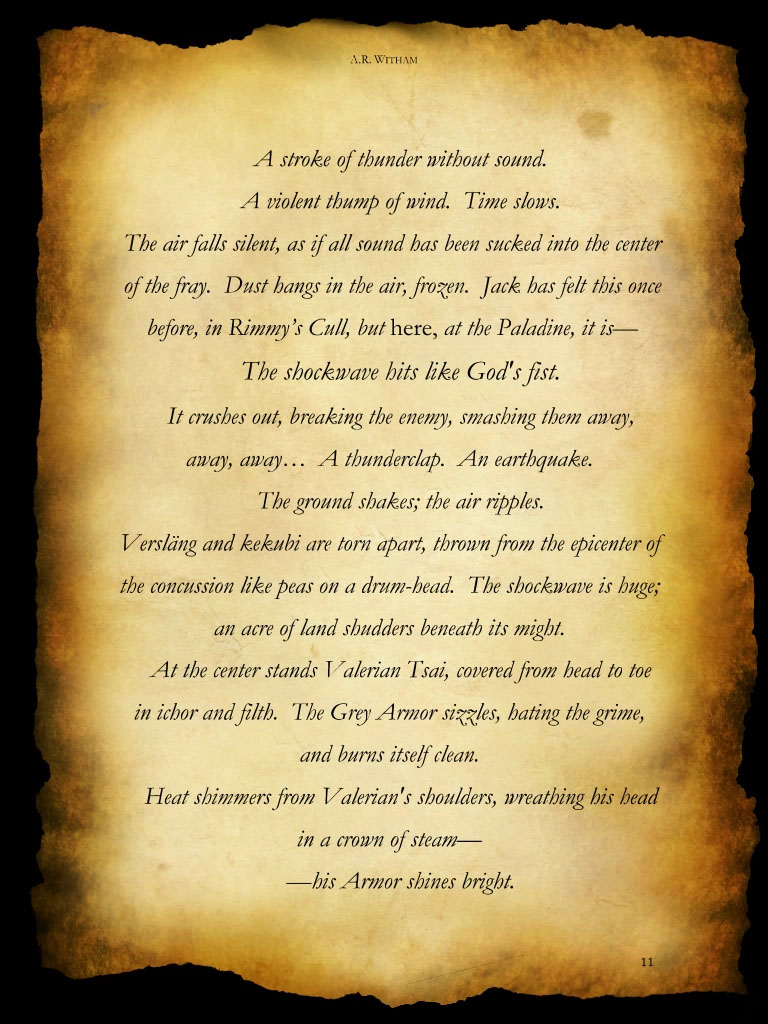 A.R. WITHAM
A stroke of thunder without sound.
A violent thump of wind.  Time slows.
The air falls silent, as if all sound has been sucked into the center
of the fray.  Dust hangs in the air, frozen.  Jack has felt this once
before, in Rimmy's Cull, but here, at the Paladine, it is—
The shockwave hits like God's fist.
It crushes out, breaking the enemy, smashing them away,
away, away…  A thunderclap.  An earthquake.
The ground shakes; the air ripples.
Versläng and kekubi are torn apart, thrown from the epicenter of
the concussion like peas on a drum-head.  The shockwave is huge;
an acre of land shudders beneath its might.
At the center stands Valerian Tsai, covered from head to toe
in ichor and filth.  The Grey Armor sizzles, hating the grime,
and burns itself clean.
Heat shimmers from Valerian's shoulders, wreathing his head
in a crown of steam—
—his Armor shines bright.
11